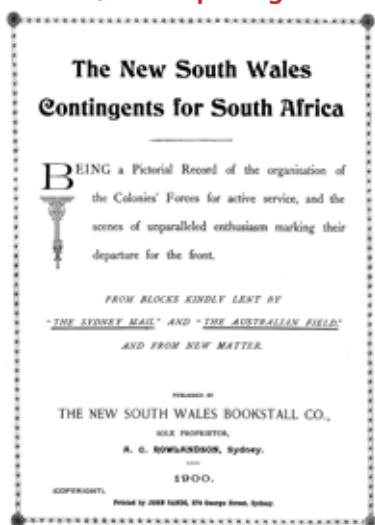 The New South Wales
Contingents for South Africa
BEING a Pictorial Record of the organisation of
the Colonies' Forces for active service, and the
scenes of unparalleled enthusiasm marking their
departure for the front.
FROM BLOCKS KINDLY LENT BY
"THE SYDNEY MAIL" AND "THE AUSTRALIAN FIELD"
AND FROM NEW MATTER.
PUBLISHED BY
THE NEW SOUTH WALES BOOKSTALL CO.,
SOLE PROPRIETOR,
A. C. ROWLANDSON, Sydney.
1900.
(COPYRIGHT).
Printed by JOHN SANDS, 374 George Street, Sydney.